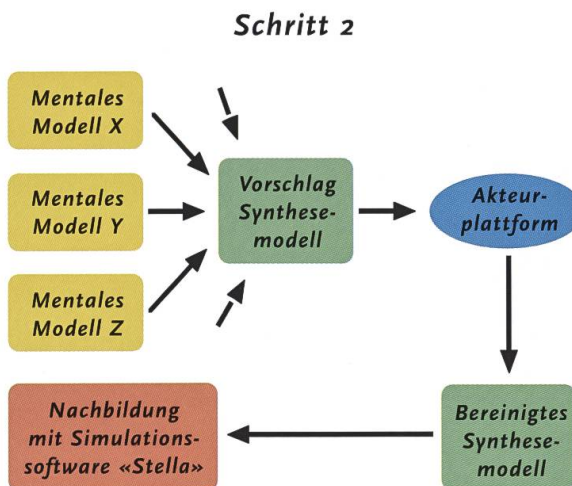 Schritt 2
Mentales
Modell X
Mentales
Modell Y
Mentales
Modell Z
Vorschlag
Synthese-
modell
Akteur-
plattform
Bereinigtes
Synthese-
modell
Nachbildung
mit Simulations-
software «Stella»